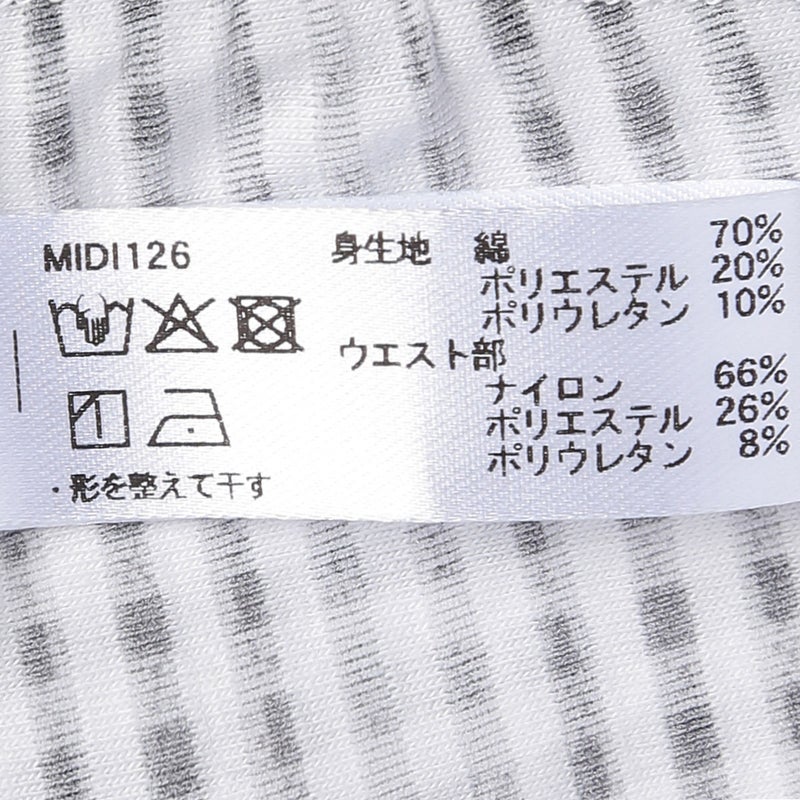 MIDI126
・形を整えて干す
身生地 綿 70%
ポリエステル 20%
ポリウレタン 10%
ウエスト部
ナイロン 66%
ポリエステル 26%
ポリウレタン 8%